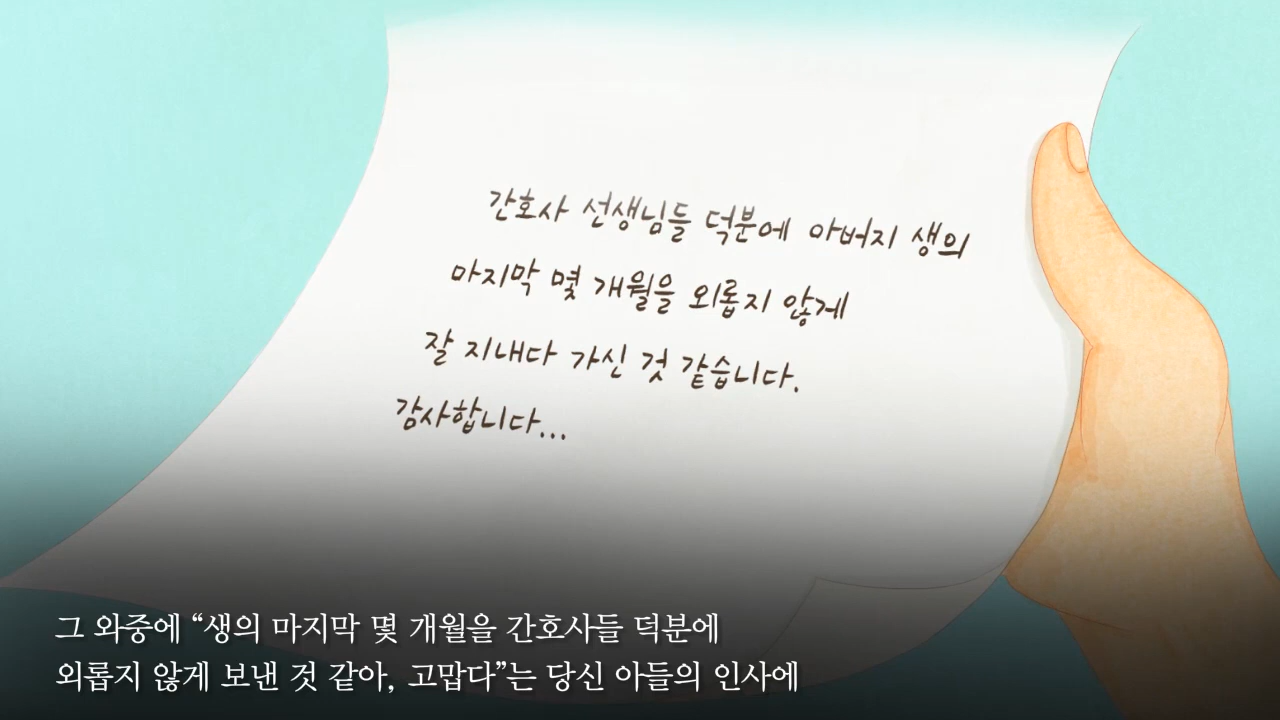 간호사 선생님들 덕분에 아버지 생의
마지막 몇 개월을 외롭지 않게
잘 지내다 가신 것 같습니다.
감사합니다...
그 와중에 “생의 마지막 몇 개월을 간호사들 덕분에
외롭지 않게 보낸 것 같아, 고맙다”는 당신 아들의 인사에